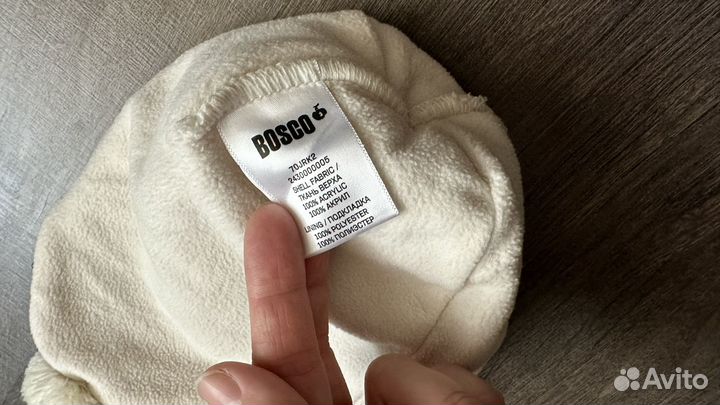 BOSCO
70JRK2
2430000005
SHELL FABRIC /
ТКАНЬ ВЕРХА
100% ACRYLIC
100% АКРИЛ
LINING / ПОДКЛАДКА
100% POLYESTER
100% ПОЛИЭСТЕР
Avito